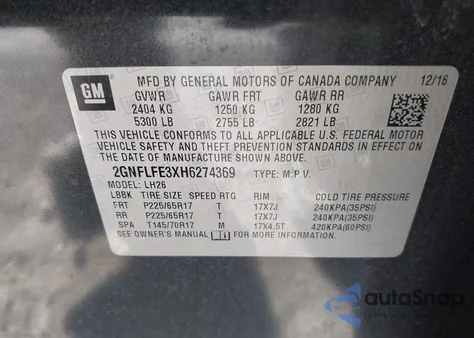 GM
MFD BY GENERAL MOTORS OF CANADA COMPANY 12/16
GVWR GAWR FRT GAWR RR
2404 KG 1250 KG 1280 KG
5300 LB 2755 LB 2821 LB
THIS VEHICLE CONFORMS TO ALL APPLICABLE U.S. FEDERAL MOTOR
VEHICLE SAFETY AND THEFT PREVENTION STANDARDS IN EFFECT ON
THE DATE OF MANUFACTURE SHOWN ABOVE.
2GNFLFE3XH6274369 TYPE: M.P.V.
MODEL: LH26
LBBK TIRE SIZE SPEED RTG RIM COLD TIRE PRESSURE
FRT P225/65R17 T 17X7J 240KPA(35PSI)
RR P225/65R17 T 17X7J 240KPA(35PSI)
SPA T145/70R17 M 17X4.5T 420KPA(60PSI)
SEE OWNER'S MANUAL FOR MORE INFORMATION
autoSnap